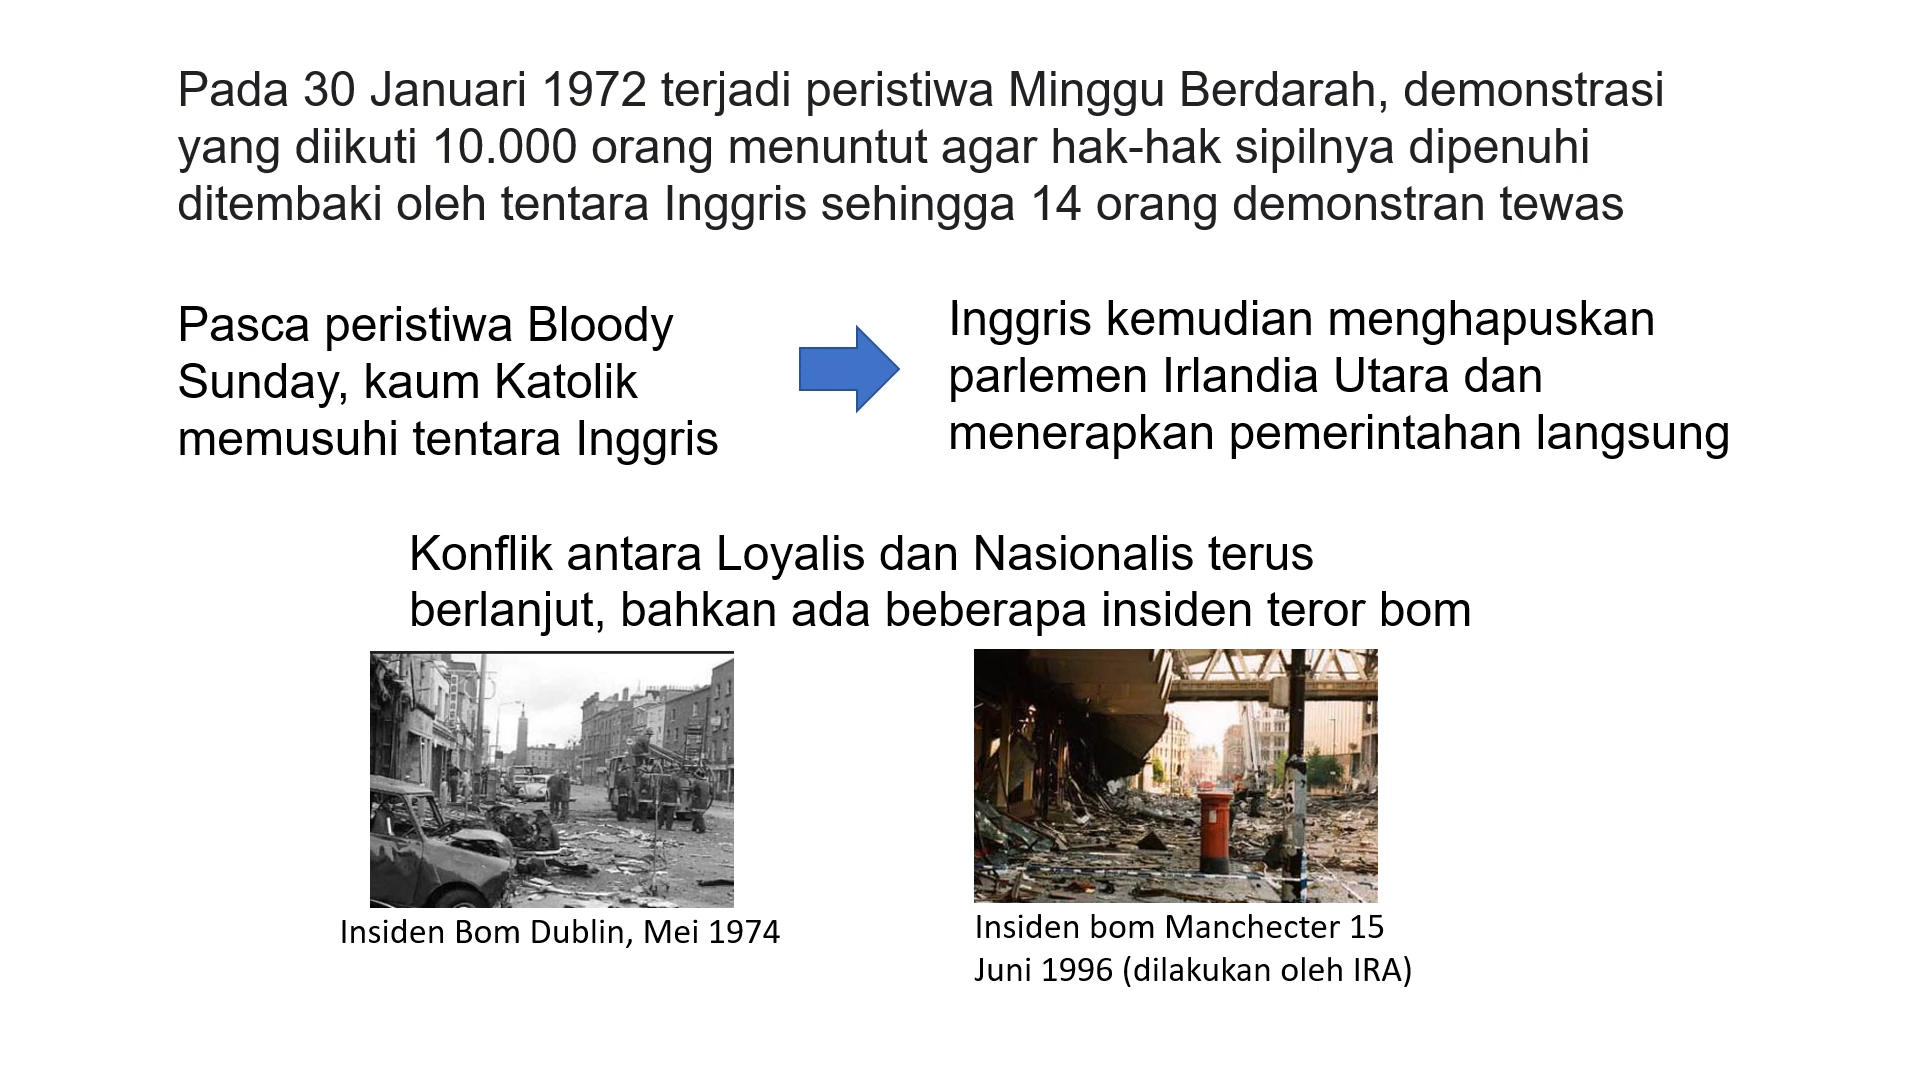 Pada 30 Januari 1972 terjadi peristiwa Minggu Berdarah, demonstrasi
yang diikuti 10.000 orang menuntut agar hak-hak sipilnya dipenuhi
ditembaki oleh tentara Inggris sehingga 14 orang demonstran tewas
Pasca peristiwa Bloody
Sunday, kaum Katolik
memusuhi tentara Inggris
Inggris kemudian menghapuskan
parlemen Irlandia Utara dan
menerapkan pemerintahan langsung
Konflik antara Loyalis dan Nasionalis terus
berlanjut, bahkan ada beberapa insiden teror bom
Insiden Bom Dublin, Mei 1974
Insiden bom Manchecter 15
Juni 1996 (dilakukan oleh IRA)